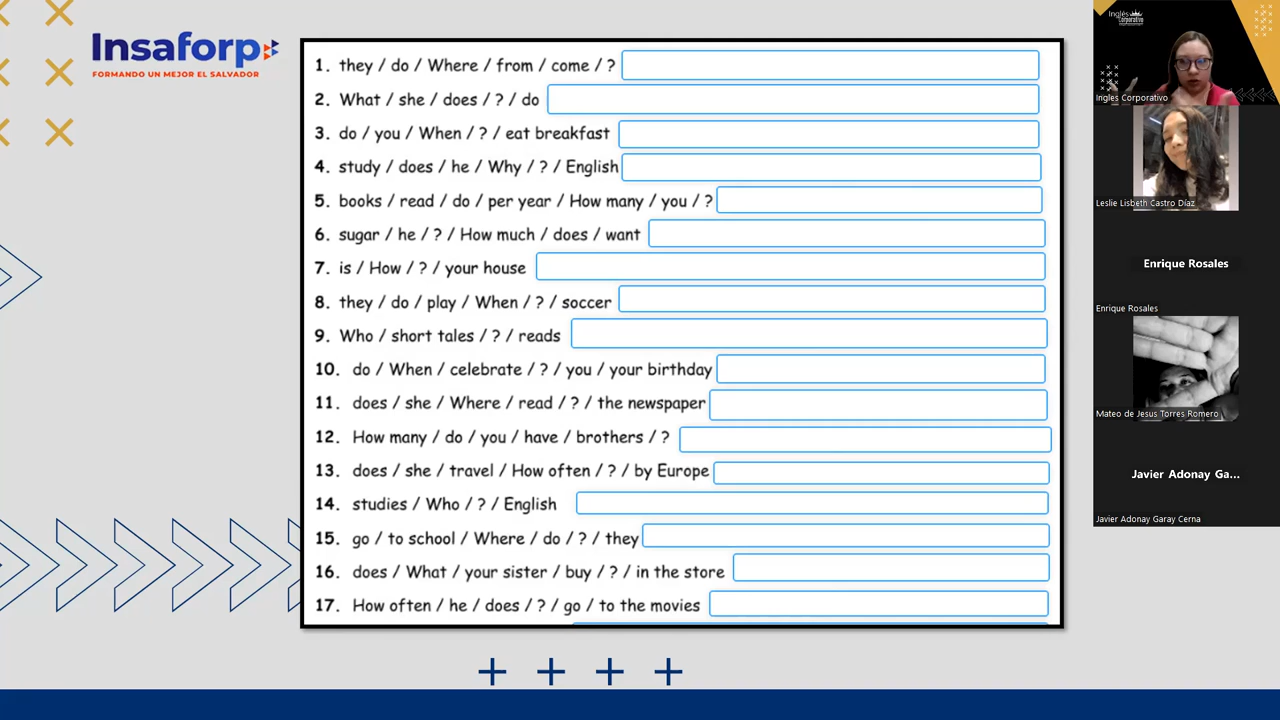 Insaforp
FORMANDO UN MEJOR EL SALVADOR
1. they / do / Where / from / come / ?
2. What / she / does / ? / do
3. do / you / When / ? / eat breakfast
4. study / does / he / Why / ? / English
5. books / read / do / per year / How many / you / ?
6. sugar / he / ? / How much / does / want
7. is / How / ? / your house
8. they / do / play / When / ? / soccer
9. Who / short tales / ? / reads
10. do / When / celebrate / ? / you / your birthday
11. does / she / Where / read / ? / the newspaper
12. How many / do / you / have / brothers / ?
13. does / she / travel / How often / ? / by Europe
14. studies / Who / ? / English
15. go / to school / Where / do / ? / they
16. does / What / your sister / buy / ? / in the store
17. How often / he / does / ? / go / to the movies
Inglés
Corporativo
Ingles Corporativo
Leslie Lisbeth Castro Díaz
Enrique Rosales
Enrique Rosales
Mateo de Jesus Torres Romero
Javier Adonay Ga...
Javier Adonay Garay Cerna